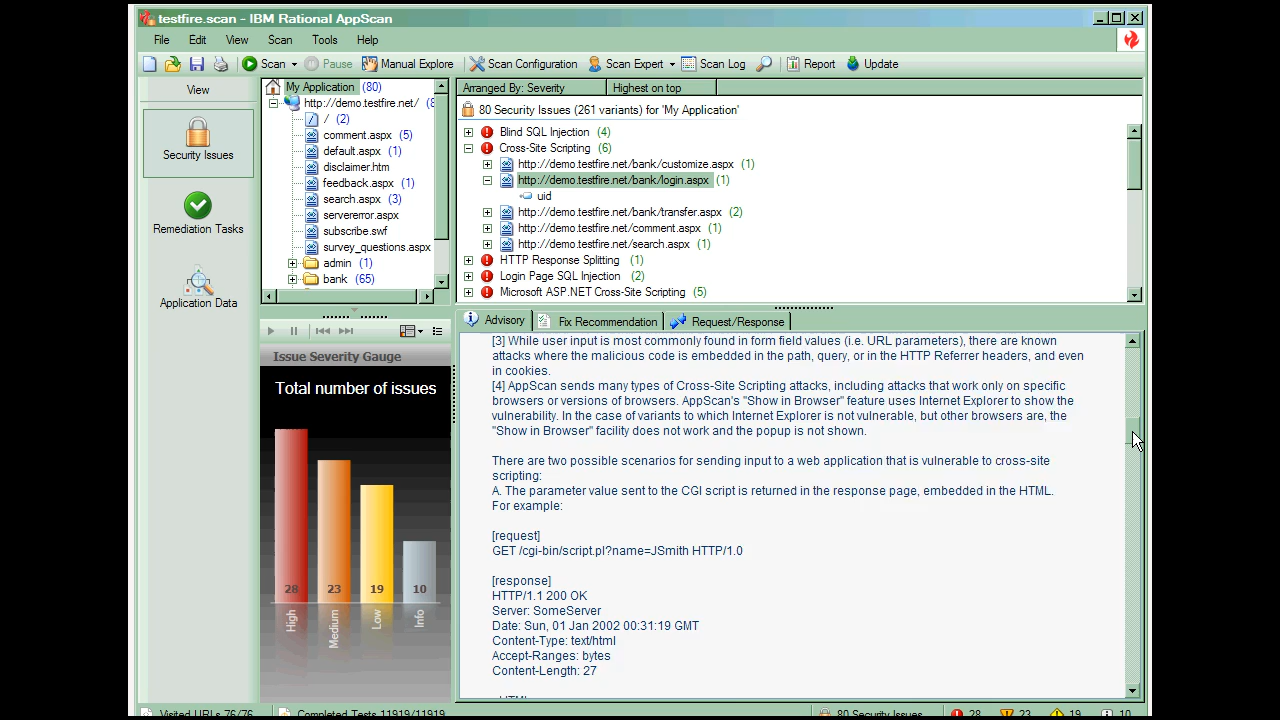 testfire.scan - IBM Rational AppScan
File Edit View Scan Tools Help
Scan Pause Manual Explore Scan Configuration Scan Expert Scan Log Report Update
View
Security Issues
Remediation Tasks
Application Data
My Application (80)
http://demo.testfire.net/ (8
/ (2)
comment.aspx (5)
default.aspx (1)
disclaimer.htm
feedback.aspx (1)
search.aspx (3)
servererror.aspx
subscribe.swf
survey_questions.aspx
admin (1)
bank (65)
Arranged By: Severity Highest on top
80 Security Issues (261 variants) for 'My Application'
Blind SQL Injection (4)
Cross-Site Scripting (6)
http://demo.testfire.net/bank/customize.aspx (1)
http://demo.testfire.net/bank/login.aspx (1)
uid
http://demo.testfire.net/bank/transfer.aspx (2)
http://demo.testfire.net/comment.aspx (1)
http://demo.testfire.net/search.aspx (1)
HTTP Response Splitting (1)
Login Page SQL Injection (2)
Microsoft ASP.NET Cross-Site Scripting (5)
Issue Severity Gauge
Total number of issues
28 23 19 10
High Medium Low Info
Advisory Fix Recommendation Request/Response
[3] While user input is most commonly found in form field values (i.e. URL parameters), there are known
attacks where the malicious code is embedded in the path, query, or in the HTTP Referrer headers, and even
in cookies.
[4] AppScan sends many types of Cross-Site Scripting attacks, including attacks that work only on specific
browsers or versions of browsers. AppScan's "Show in Browser" feature uses Internet Explorer to show the
vulnerability. In the case of variants to which Internet Explorer is not vulnerable, but other browsers are, the
"Show in Browser" facility does not work and the popup is not shown.
There are two possible scenarios for sending input to a web application that is vulnerable to cross-site
scripting:
A. The parameter value sent to the CGI script is returned in the response page, embedded in the HTML.
For example:
[request]
GET /cgi-bin/script.pl?name=JSmith HTTP/1.0
[response]
HTTP/1.1 200 OK
Server: SomeServer
Date: Sun, 01 Jan 2002 00:31:19 GMT
Content-Type: text/html
Accept-Ranges: bytes
Content-Length: 27
Visited URLs 76/76 Completed Tests 11919/11919 80 Security Issues 28 23 19 10